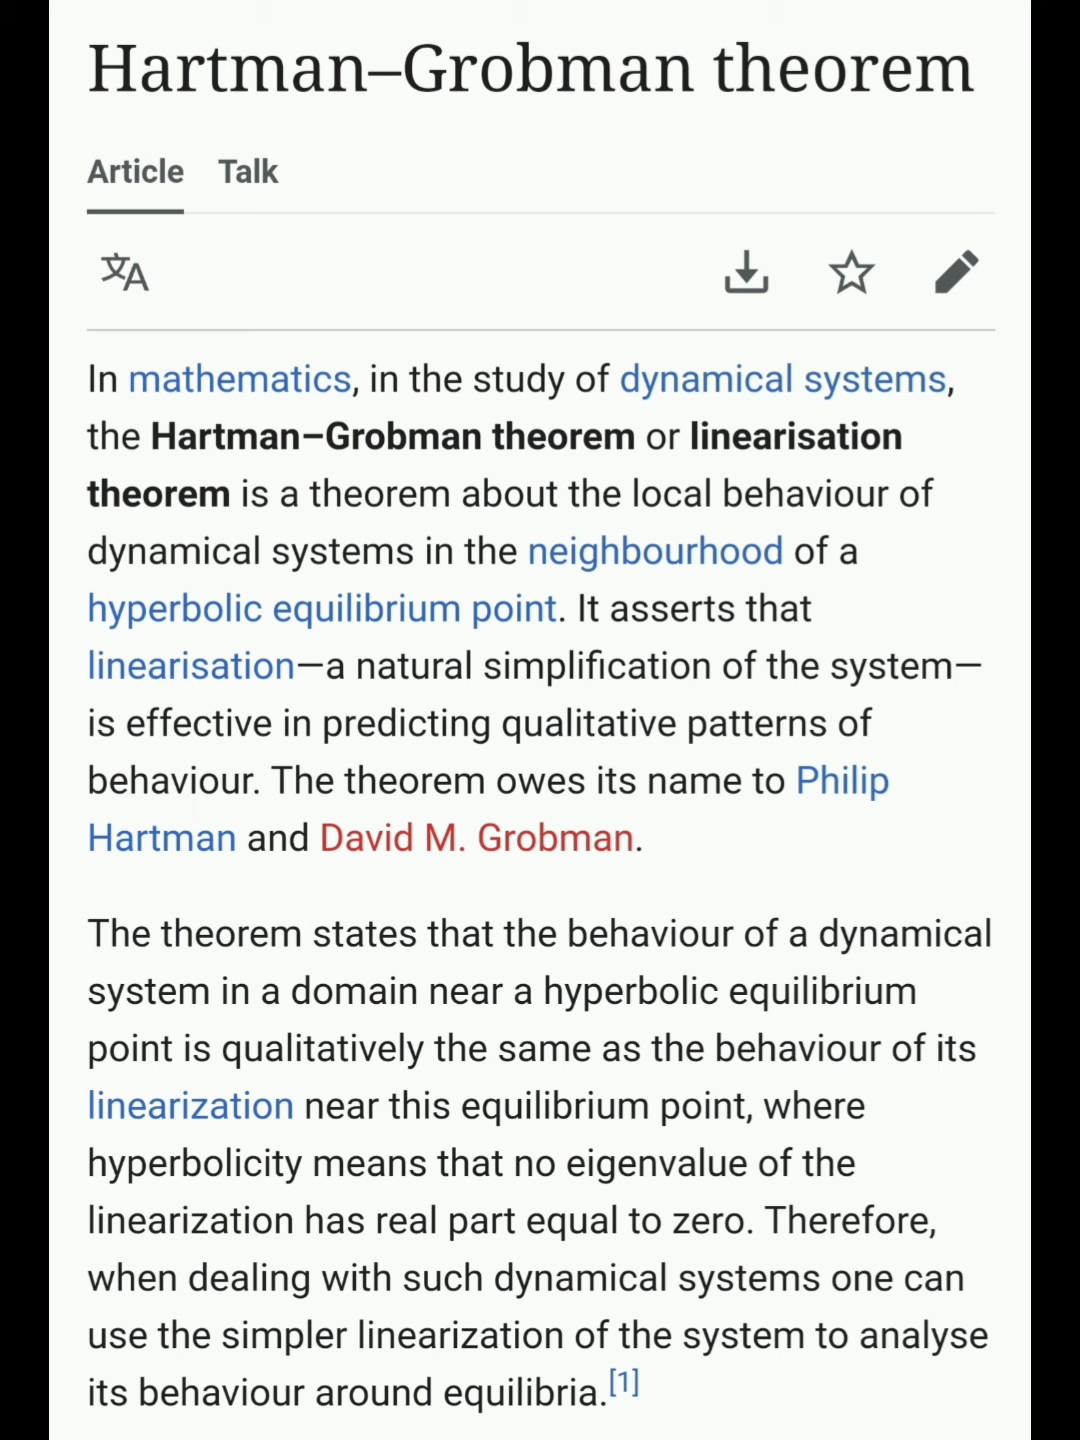 Hartman–Grobman theorem
Article Talk
文A
In mathematics, in the study of dynamical systems,
the Hartman–Grobman theorem or linearisation
theorem is a theorem about the local behaviour of
dynamical systems in the neighbourhood of a
hyperbolic equilibrium point. It asserts that
linearisation—a natural simplification of the system—
is effective in predicting qualitative patterns of
behaviour. The theorem owes its name to Philip
Hartman and David M. Grobman.
The theorem states that the behaviour of a dynamical
system in a domain near a hyperbolic equilibrium
point is qualitatively the same as the behaviour of its
linearization near this equilibrium point, where
hyperbolicity means that no eigenvalue of the
linearization has real part equal to zero. Therefore,
when dealing with such dynamical systems one can
use the simpler linearization of the system to analyse
its behaviour around equilibria.[1]